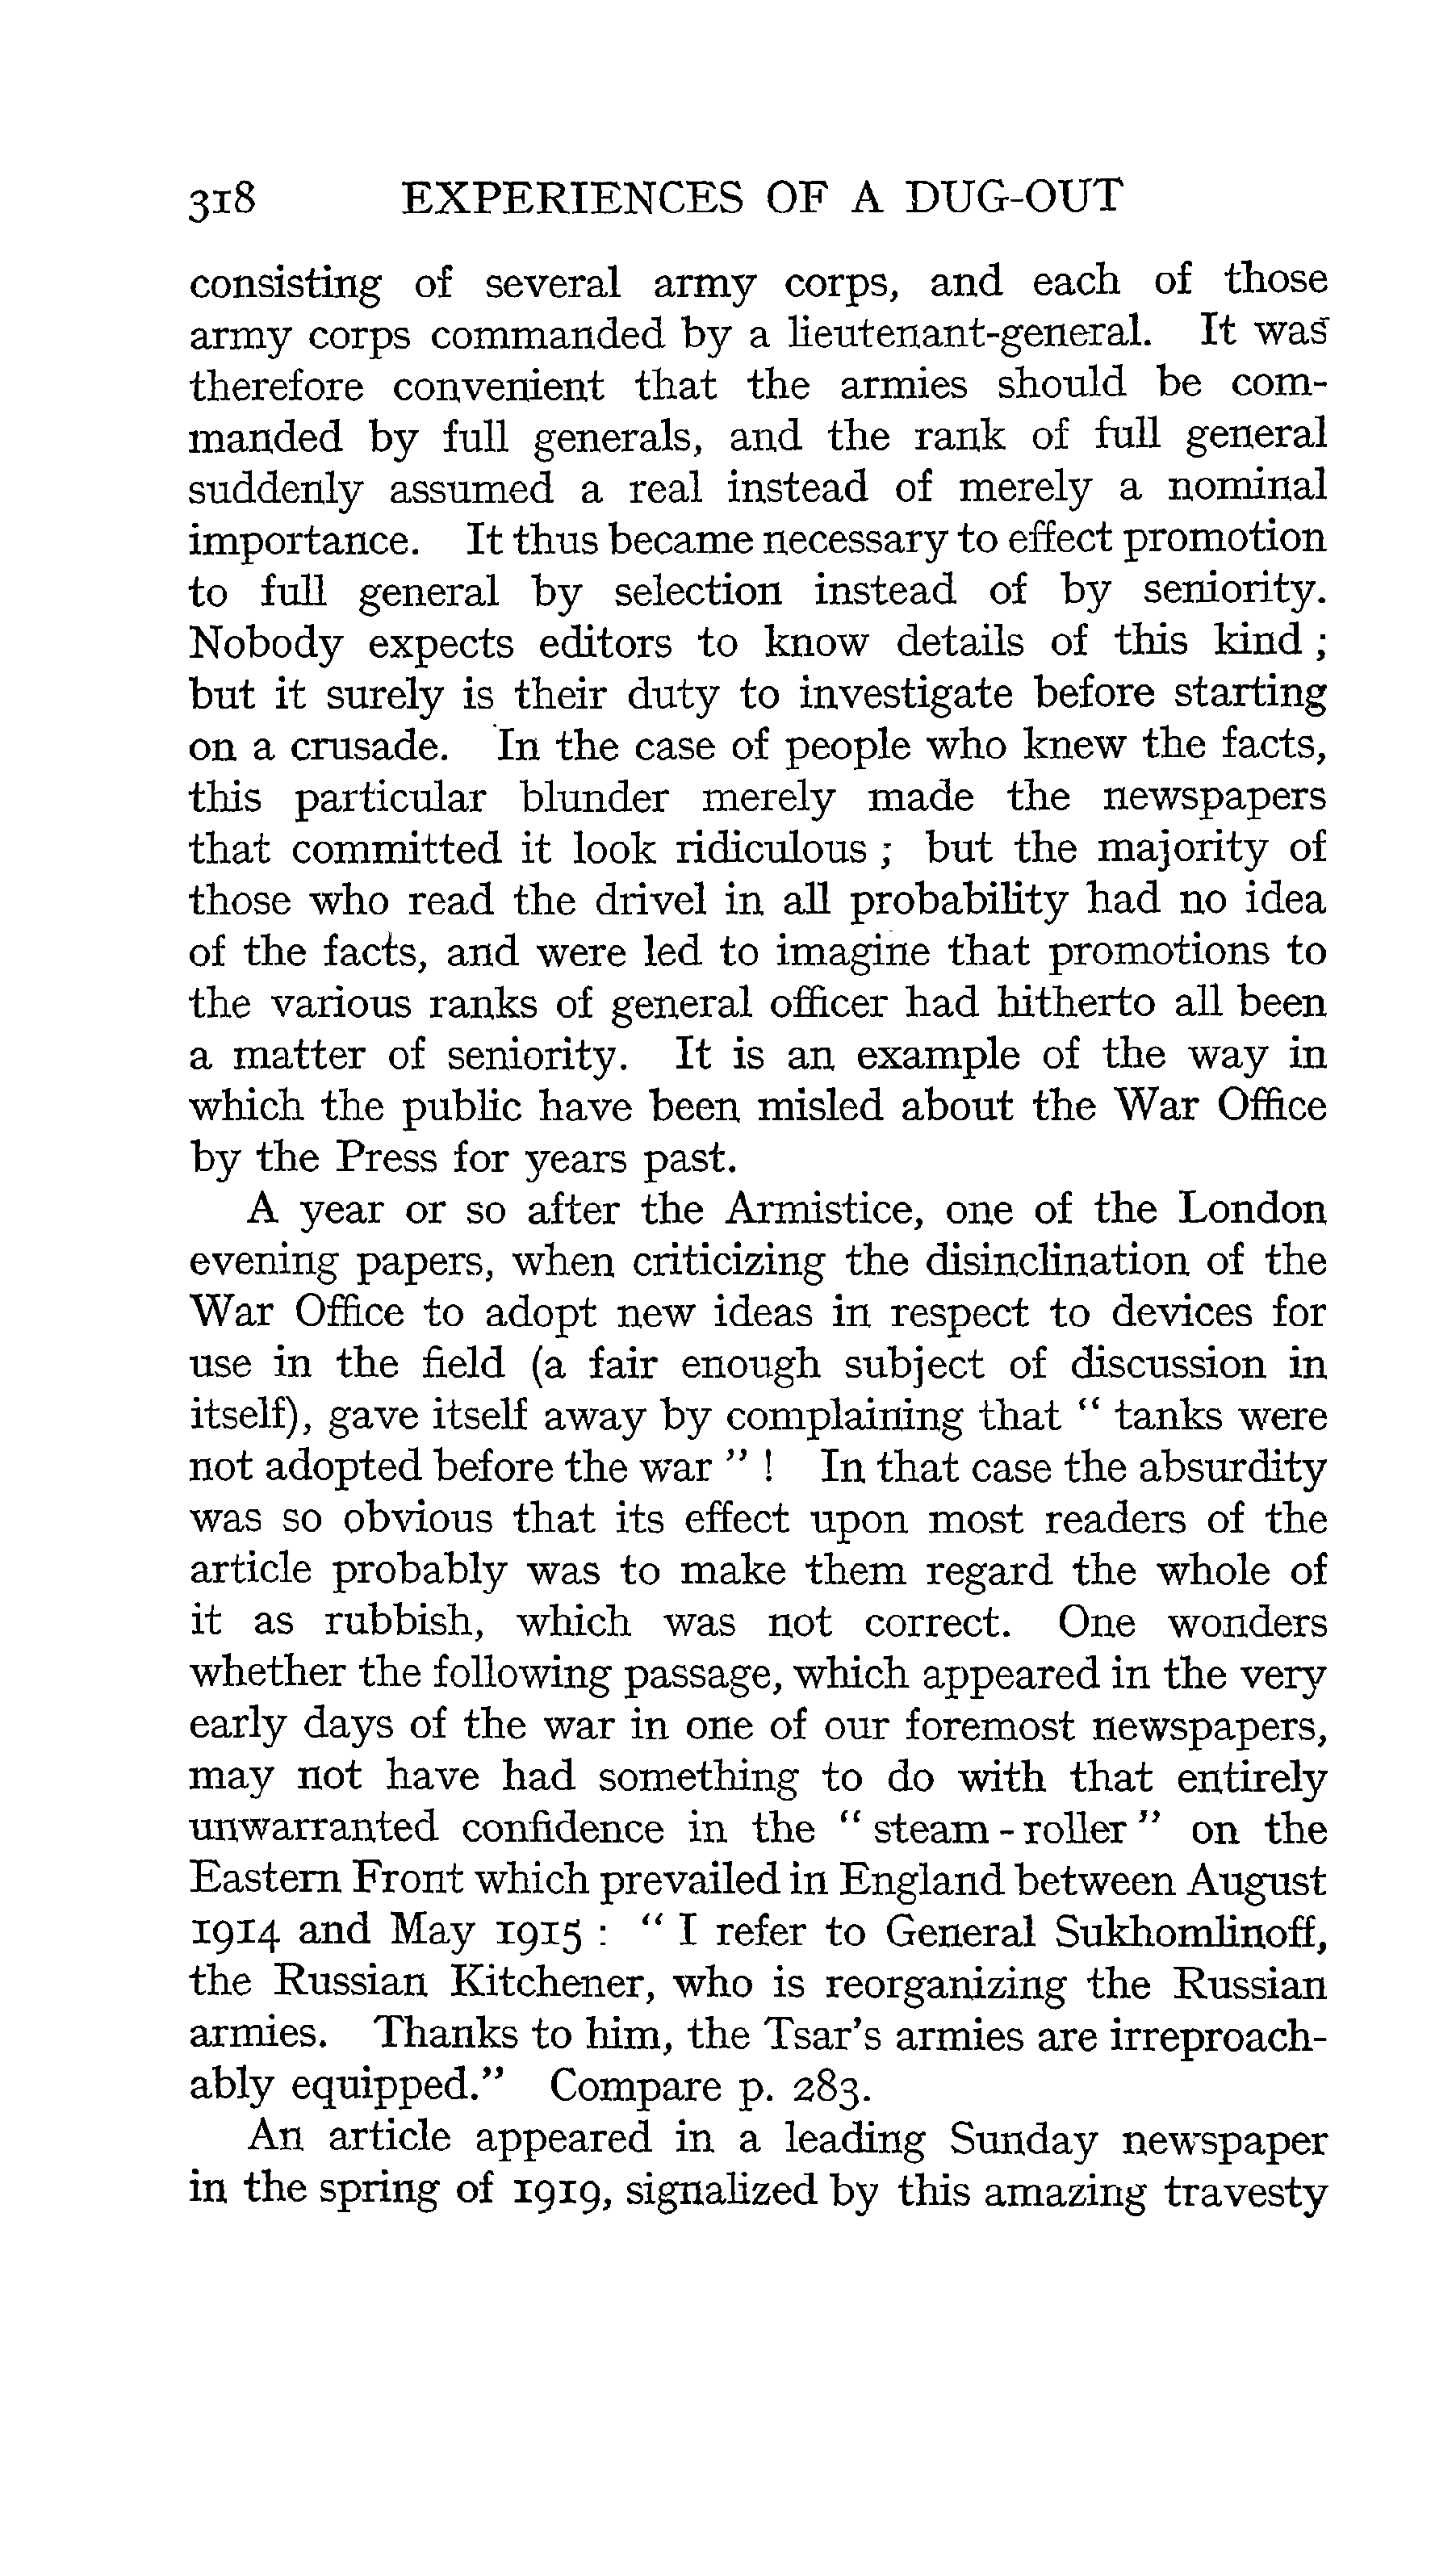 318 EXPERIENCES OF A DUG-OUT
consisting of several army corps, and each of those
army corps commanded by a lieutenant-general. It was
therefore convenient that the armies should be com-
manded by full generals, and the rank of full general
suddenly assumed a real instead of merely a nominal
importance. It thus became necessary to effect promotion
to full general by selection instead of by seniority.
Nobody expects editors to know details of this kind ;
but it surely is their duty to investigate before starting
on a crusade. In the case of people who knew the facts,
this particular blunder merely made the newspapers
that committed it look ridiculous ; but the majority of
those who read the drivel in all probability had no idea
of the facts, and were led to imagine that promotions to
the various ranks of general officer had hitherto all been
a matter of seniority. It is an example of the way in
which the public have been misled about the War Office
by the Press for years past.
A year or so after the Armistice, one of the London
evening papers, when criticizing the disinclination of the
War Office to adopt new ideas in respect to devices for
use in the field (a fair enough subject of discussion in
itself), gave itself away by complaining that “ tanks were
not adopted before the war ” ! In that case the absurdity
was so obvious that its effect upon most readers of the
article probably was to make them regard the whole of
it as rubbish, which was not correct. One wonders
whether the following passage, which appeared in the very
early days of the war in one of our foremost newspapers,
may not have had something to do with that entirely
unwarranted confidence in the “ steam - roller ” on the
Eastern Front which prevailed in England between August
1914 and May 1915 : “ I refer to General Sukhomlinoff,
the Russian Kitchener, who is reorganizing the Russian
armies. Thanks to him, the Tsar’s armies are irreproach-
ably equipped.” Compare p. 283.
An article appeared in a leading Sunday newspaper
in the spring of 1919, signalized by this amazing travesty